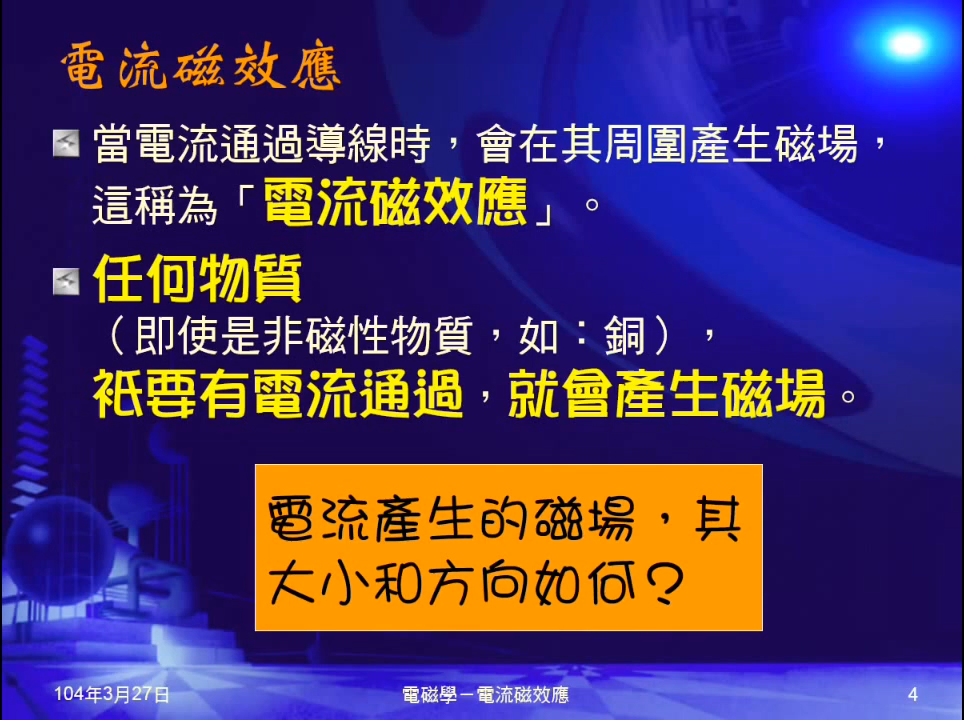 電流磁效應
當電流通過導線時，會在其周圍產生磁場，
這稱為「電流磁效應」。
任何物質
（即使是非磁性物質，如：銅），
衹要有電流通過，就會產生磁場。
電流產生的磁場，其
大小和方向如何？
104年3月27日
電磁學－電流磁效應
4